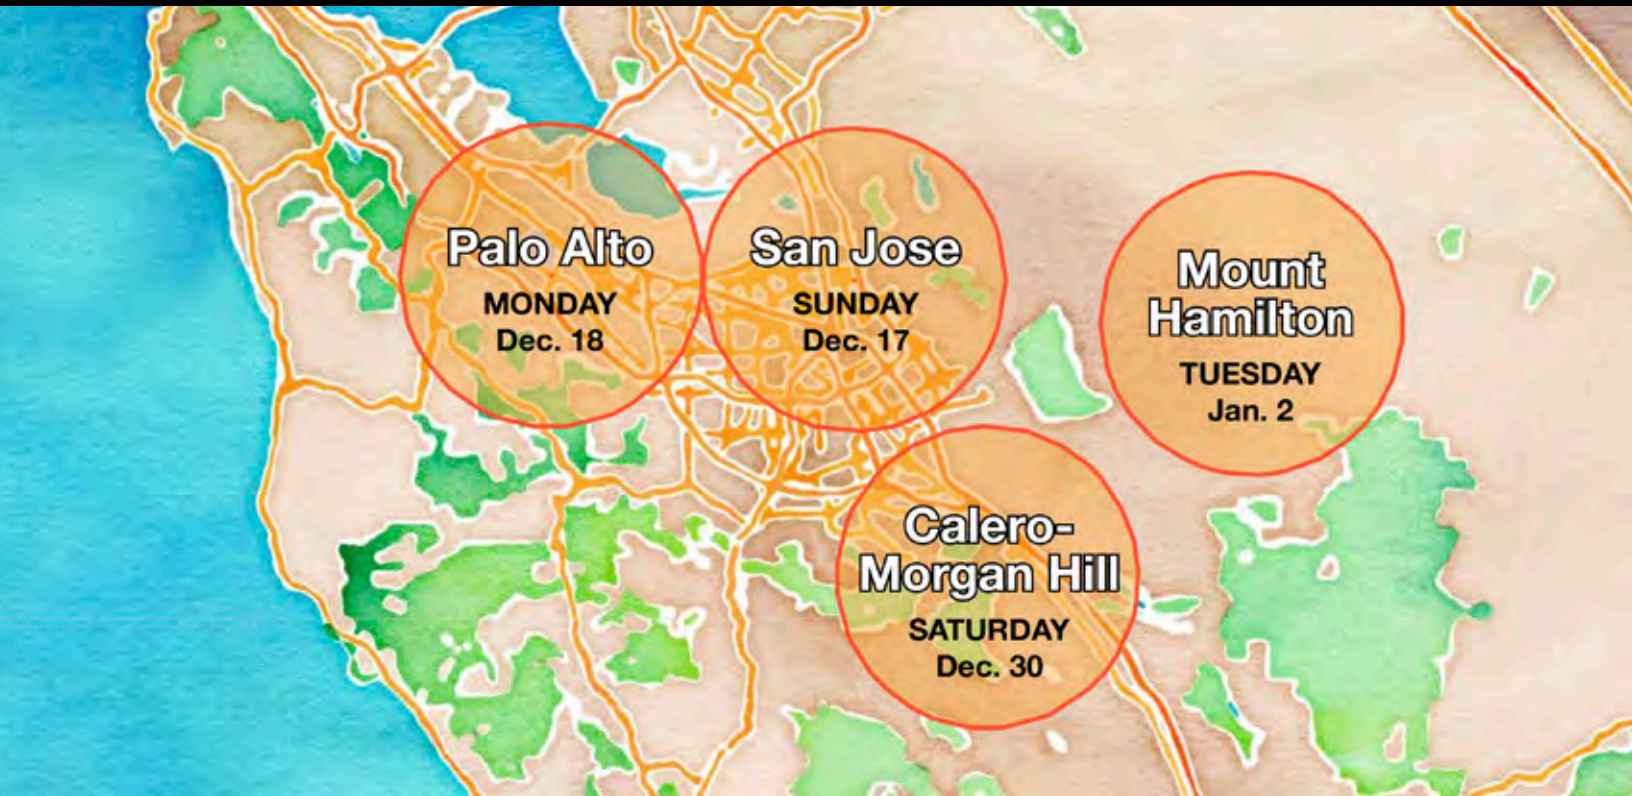 Palo Alto
MONDAY
Dec. 18
San Jose
SUNDAY
Dec. 17
Mount
Hamilton
TUESDAY
Jan. 2
Calero-
Morgan Hill
SATURDAY
Dec. 30